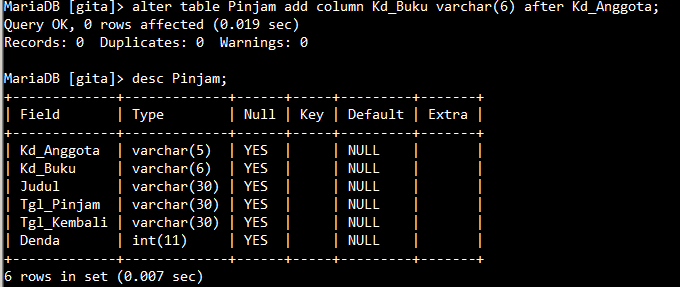 MariaDB [gita]> alter table Pinjam add column Kd_Buku varchar(6) after Kd_Anggota;
Query OK, 0 rows affected (0.019 sec)
Records: 0  Duplicates: 0  Warnings: 0

MariaDB [gita]> desc Pinjam;
+-------------+-------------+------+-----+---------+-------+
| Field       | Type        | Null | Key | Default | Extra |
+-------------+-------------+------+-----+---------+-------+
| Kd_Anggota  | varchar(5)  | YES  |     | NULL    |       |
| Kd_Buku     | varchar(6)  | YES  |     | NULL    |       |
| Judul       | varchar(30) | YES  |     | NULL    |       |
| Tgl_Pinjam  | varchar(30) | YES  |     | NULL    |       |
| Tgl_Kembali | varchar(30) | YES  |     | NULL    |       |
| Denda       | int(11)     | YES  |     | NULL    |       |
+-------------+-------------+------+-----+---------+-------+
6 rows in set (0.007 sec)